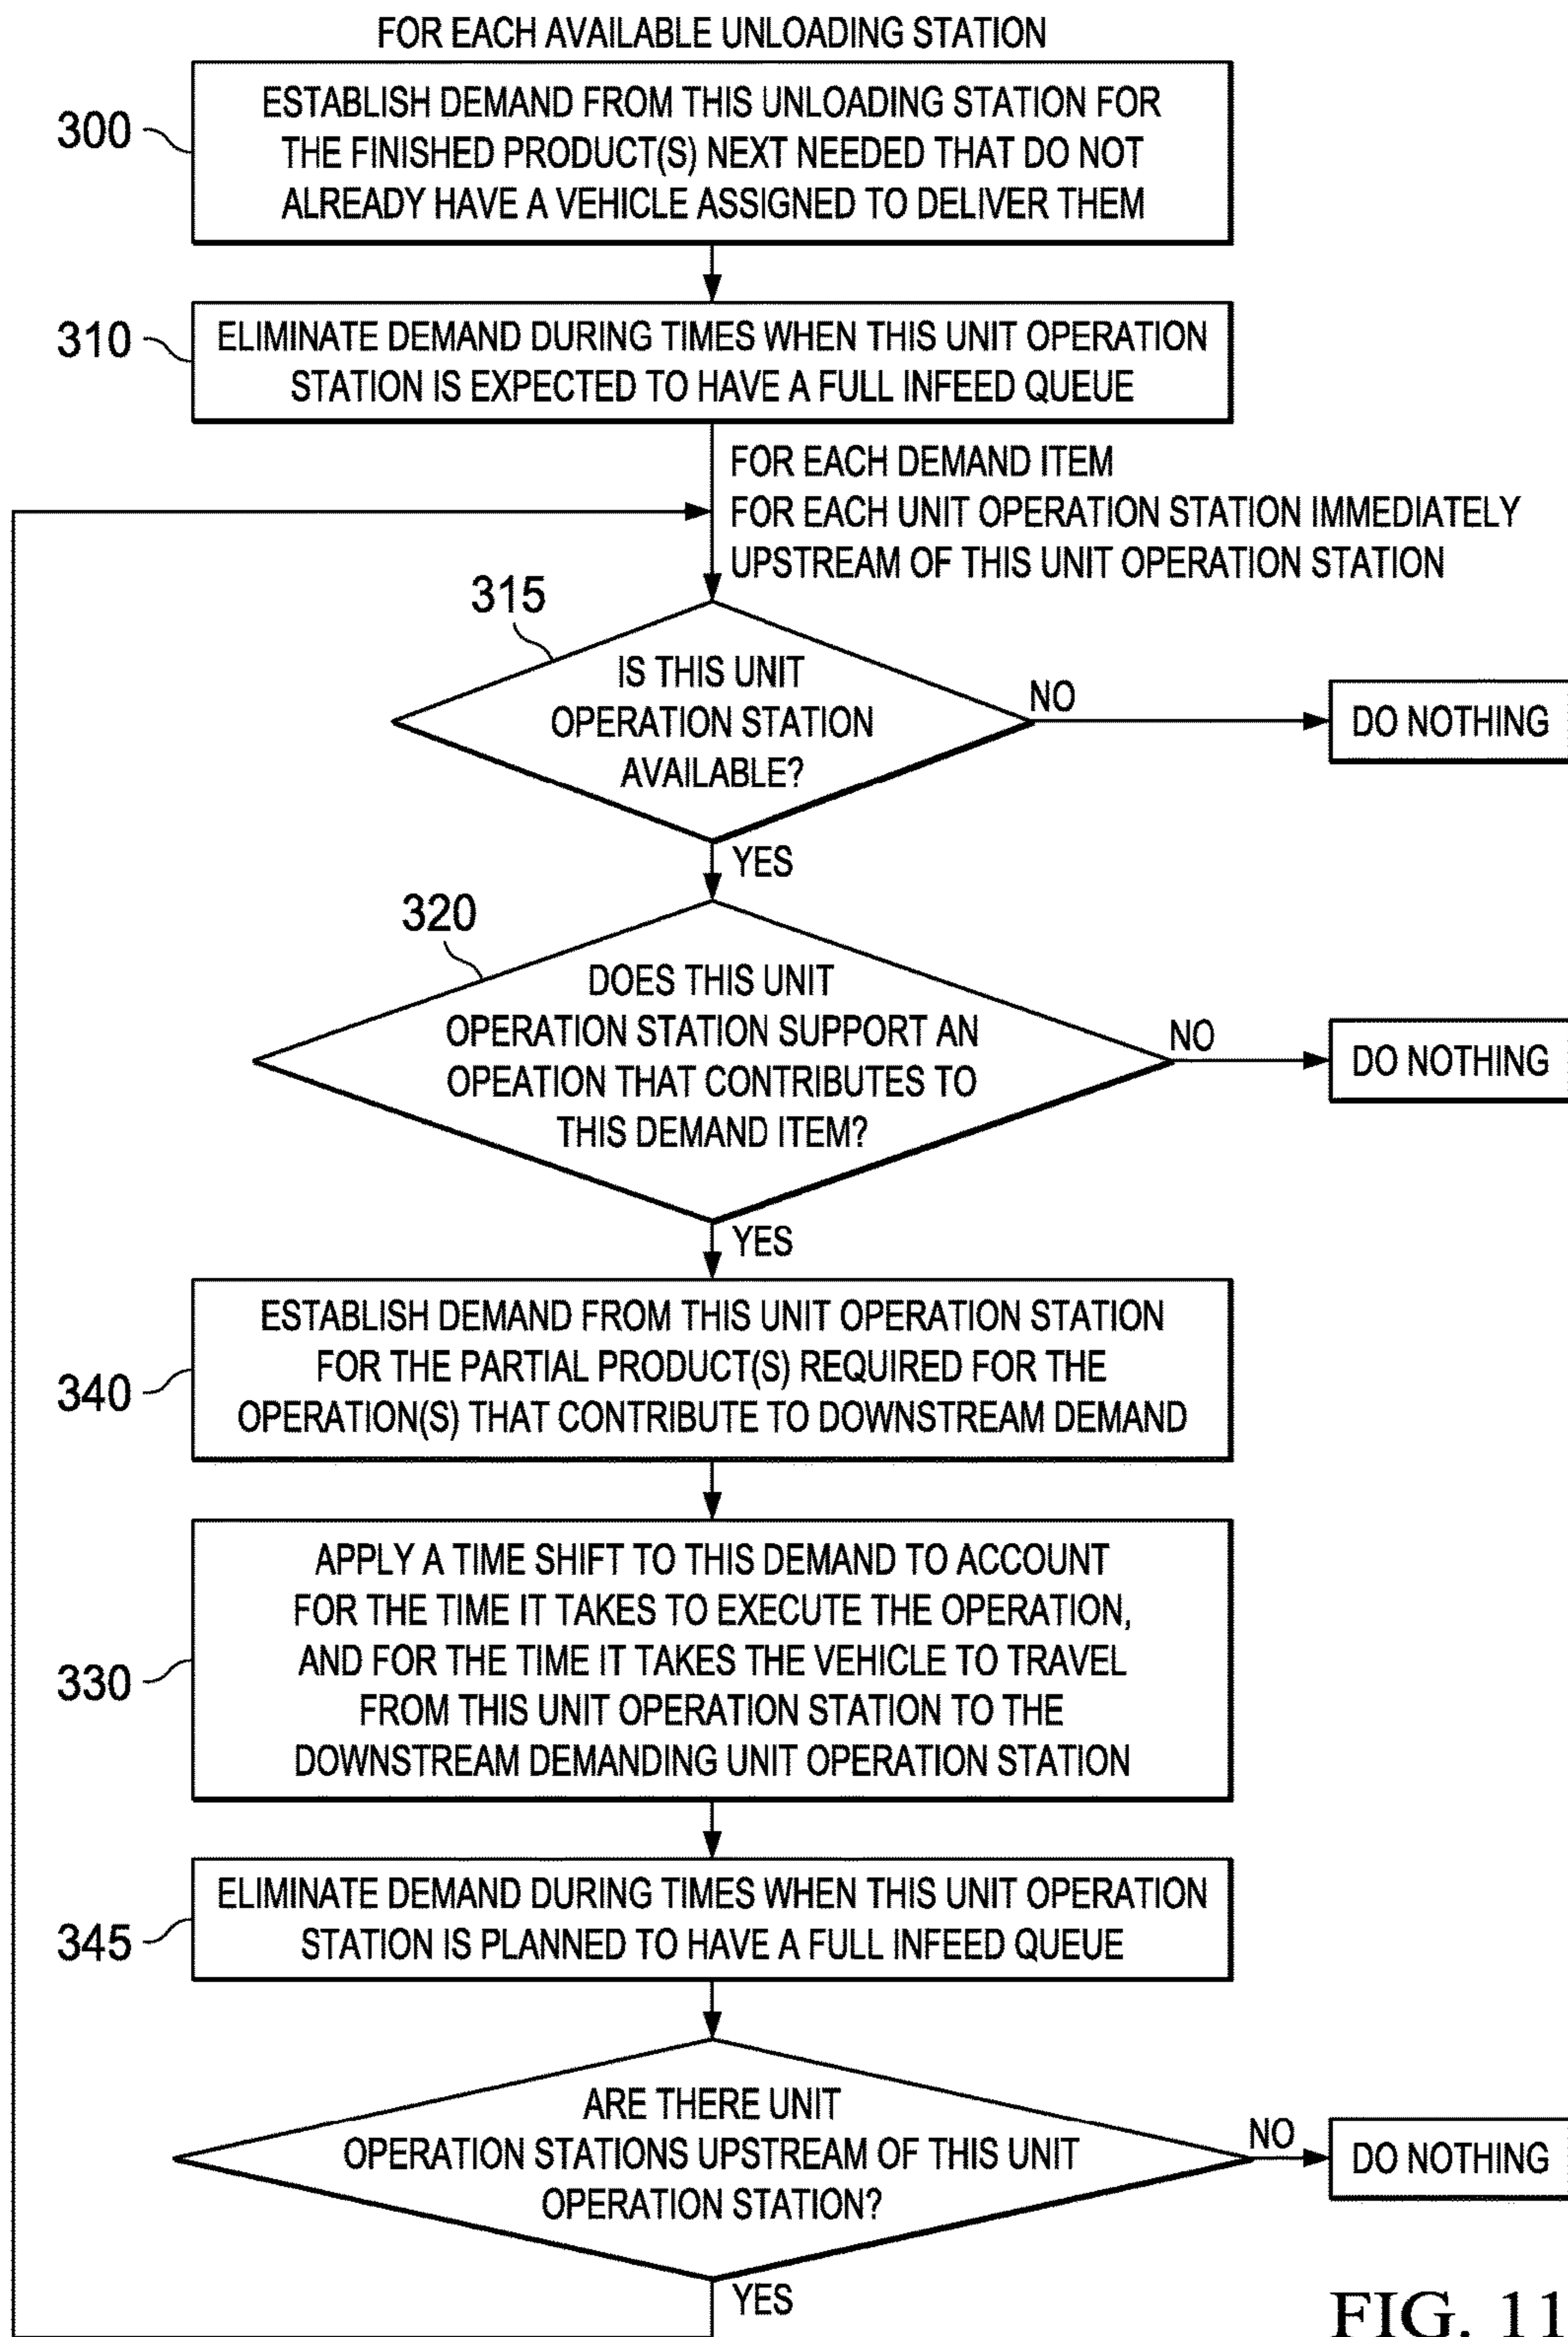 FOR EACH AVAILABLE UNLOADING STATION
300
ESTABLISH DEMAND FROM THIS UNLOADING STATION FOR
THE FINISHED PRODUCT(S) NEXT NEEDED THAT DO NOT
ALREADY HAVE A VEHICLE ASSIGNED TO DELIVER THEM
310
ELIMINATE DEMAND DURING TIMES WHEN THIS UNIT OPERATION
STATION IS EXPECTED TO HAVE A FULL INFEED QUEUE
FOR EACH DEMAND ITEM
FOR EACH UNIT OPERATION STATION IMMEDIATELY
UPSTREAM OF THIS UNIT OPERATION STATION
315
IS THIS UNIT
OPERATION STATION
AVAILABLE?
NO
DO NOTHING
YES
320
DOES THIS UNIT
OPERATION STATION SUPPORT AN
OPEATION THAT CONTRIBUTES TO
THIS DEMAND ITEM?
NO
DO NOTHING
YES
340
ESTABLISH DEMAND FROM THIS UNIT OPERATION STATION
FOR THE PARTIAL PRODUCT(S) REQUIRED FOR THE
OPERATION(S) THAT CONTRIBUTE TO DOWNSTREAM DEMAND
330
APPLY A TIME SHIFT TO THIS DEMAND TO ACCOUNT
FOR THE TIME IT TAKES TO EXECUTE THE OPERATION,
AND FOR THE TIME IT TAKES THE VEHICLE TO TRAVEL
FROM THIS UNIT OPERATION STATION TO THE
DOWNSTREAM DEMANDING UNIT OPERATION STATION
345
ELIMINATE DEMAND DURING TIMES WHEN THIS UNIT OPERATION
STATION IS PLANNED TO HAVE A FULL INFEED QUEUE
ARE THERE UNIT
OPERATION STATIONS UPSTREAM OF THIS UNIT
OPERATION STATION?
NO
DO NOTHING
YES
FIG. 11